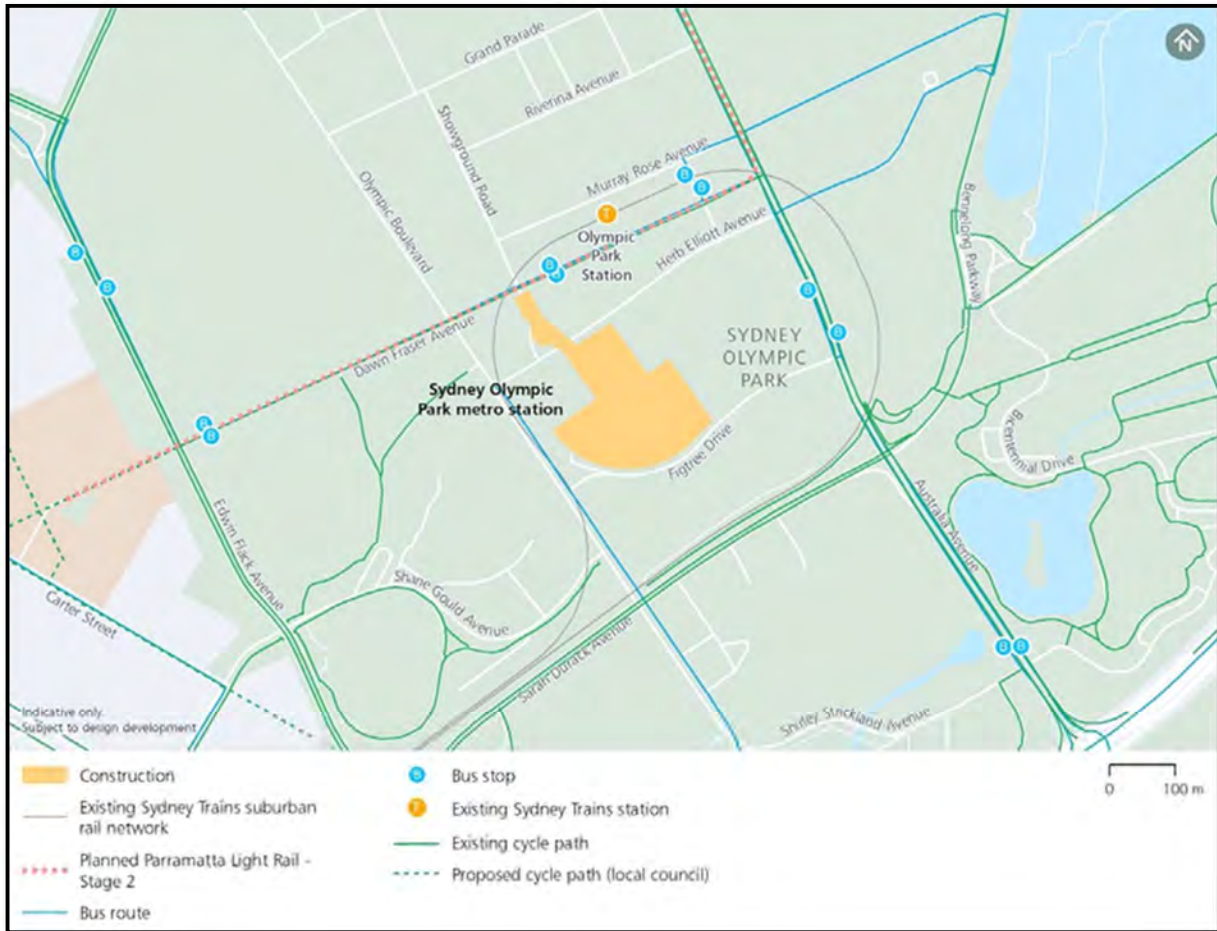 N
Grand Parade
Riverina Avenue
Showground Road
Olympic Boulevard
Murray Rose Avenue
B
B
T
Olympic
Park
Station
Herb Elliott Avenue
Bennelong Parkway
B
B
B
B
B
B
Dawn Fraser Avenue
SYDNEY
OLYMPIC
PARK
Sydney Olympic
Park metro station
B
B
Figtree Drive
Bicentennial Drive
Edwin Flack Avenue
Australia Avenue
Shane Gould Avenue
Carter Street
Sarah Durack Avenue
B
B
Shirley Strickland Avenue
Indicative only.
Subject to design development
Construction
Existing Sydney Trains suburban
rail network
Planned Parramatta Light Rail -
Stage 2
Bus route
B Bus stop
T Existing Sydney Trains station
Existing cycle path
Proposed cycle path (local council)
0 100 m